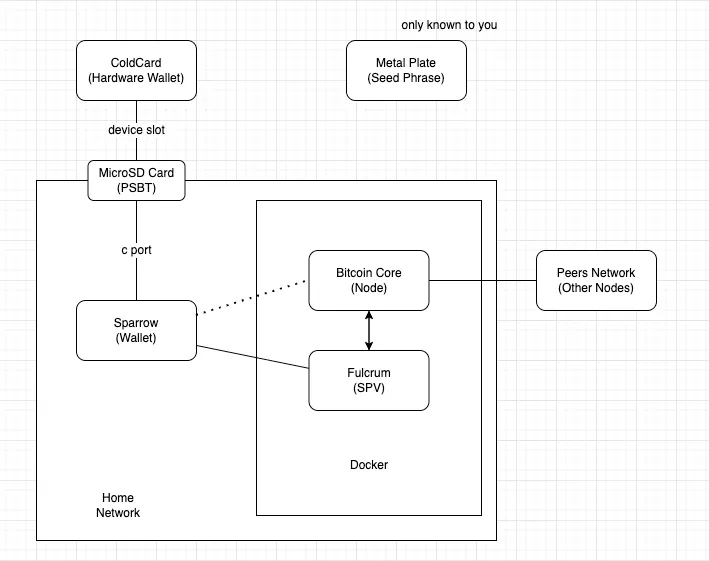 only known to you
ColdCard
(Hardware Wallet)
Metal Plate
(Seed Phrase)
device slot
MicroSD Card
(PSBT)
c port
Bitcoin Core
(Node)
Peers Network
(Other Nodes)
Sparrow
(Wallet)
Fulcrum
(SPV)
Docker
Home
Network